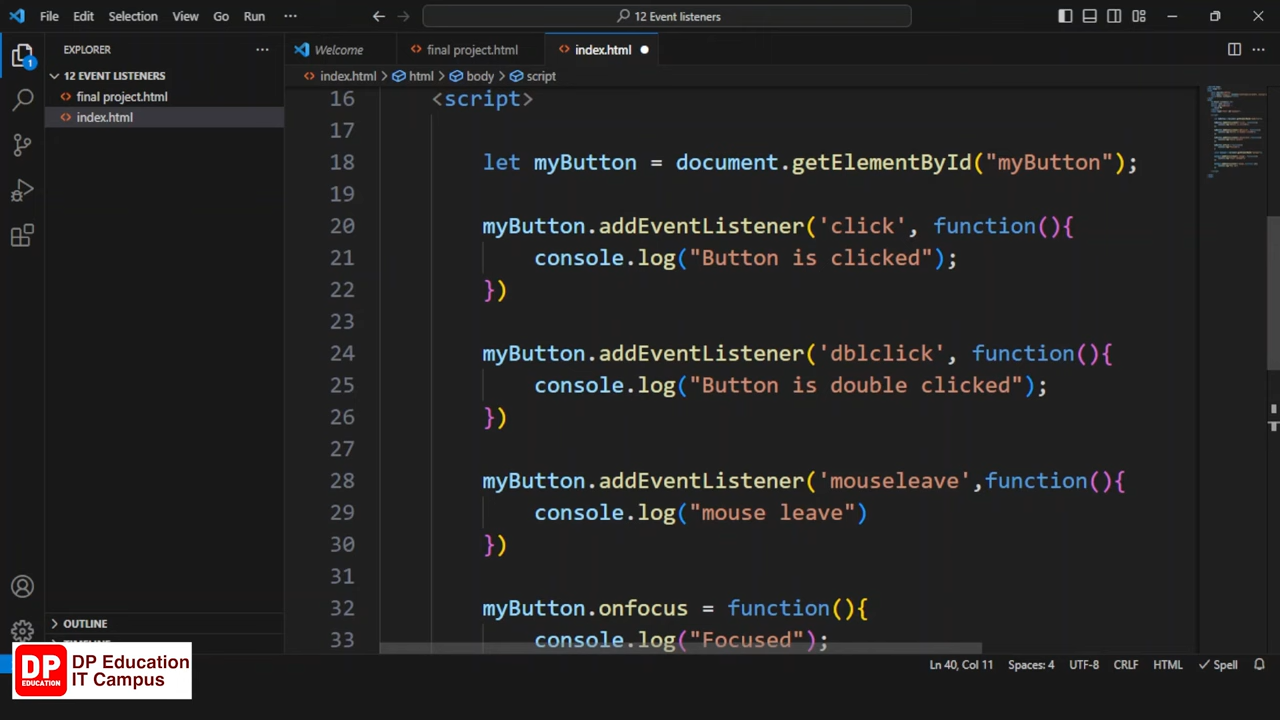 File Edit Selection View Go Run ··· 12 Event listeners
EXPLORER ···
12 EVENT LISTENERS
final project.html
index.html
OUTLINE
1
Welcome final project.html index.html
index.html > html > body > script
16 <script>
17
18 let myButton = document.getElementById("myButton");
19
20 myButton.addEventListener('click', function(){
21 console.log("Button is clicked");
22 })
23
24 myButton.addEventListener('dblclick', function(){
25 console.log("Button is double clicked");
26 })
27
28 myButton.addEventListener('mouseleave',function(){
29 console.log("mouse leave")
30 })
31
32 myButton.onfocus = function(){
33 console.log("Focused");
Ln 40, Col 11 Spaces: 4 UTF-8 CRLF HTML Spell
DP
EDUCATION
DP Education
IT Campus